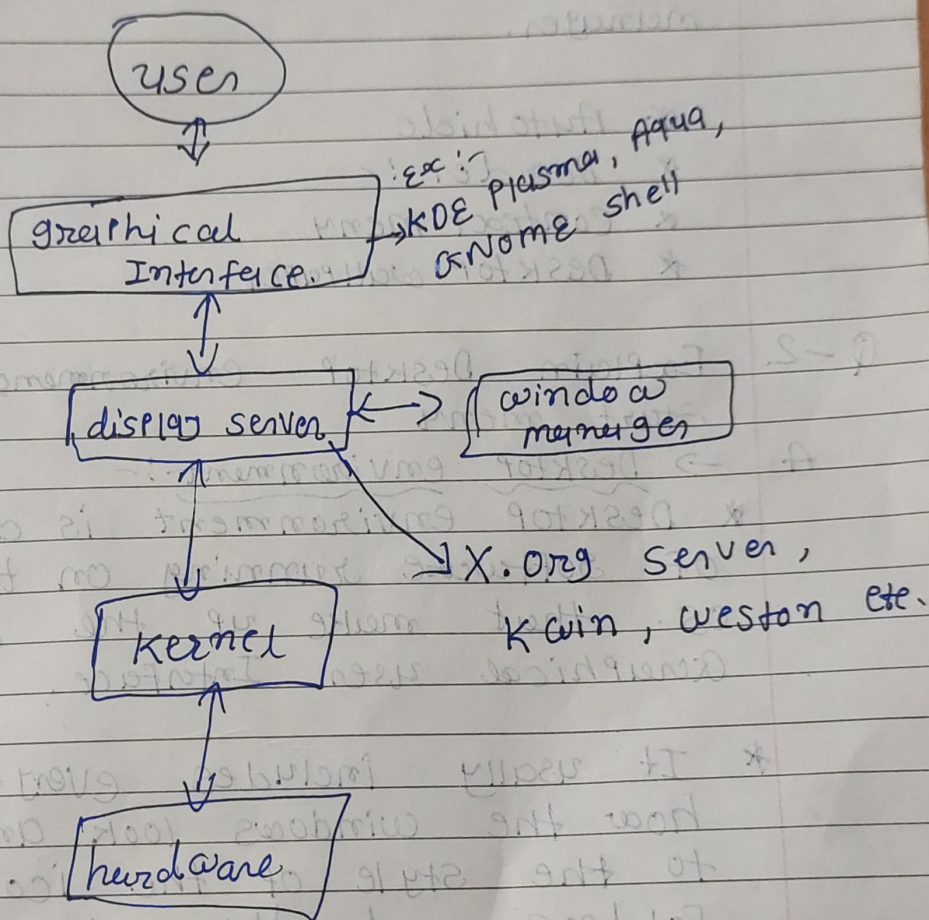 user
Ex :-
KDE Plasma, Aqua,
GNOME shell
graphical
Interface.
display server
window
manager
X.org server,
kwin, weston etc.
Kernel
hardware